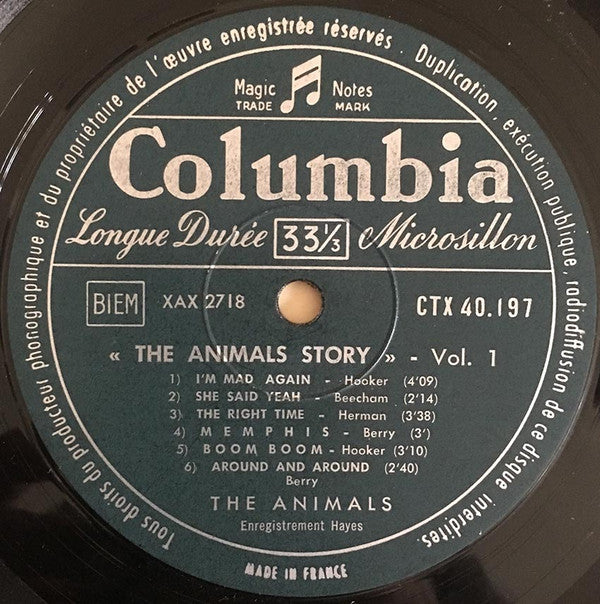 Tous droits du producteur phonographique et du propriétaire de l'œuvre enregistrée réservés. Duplication, exécution publique, radiodiffusion de ce disque interdites.
Magic Notes
TRADE MARK
Columbia
Longue Durée 33⅓ Microsillon
BIEM XAX 2718 CTX 40.197
« THE ANIMALS STORY » - Vol. 1
1) I'M MAD AGAIN - Hooker (4'09)
2) SHE SAID YEAH - Beecham (2'14)
3) THE RIGHT TIME - Herman (3'38)
4) MEMPHIS - Berry (3')
5) BOOM BOOM - Hooker (3'10)
6) AROUND AND AROUND (2'40)
Berry
THE ANIMALS
Enregistrement Hayes
MADE IN FRANCE